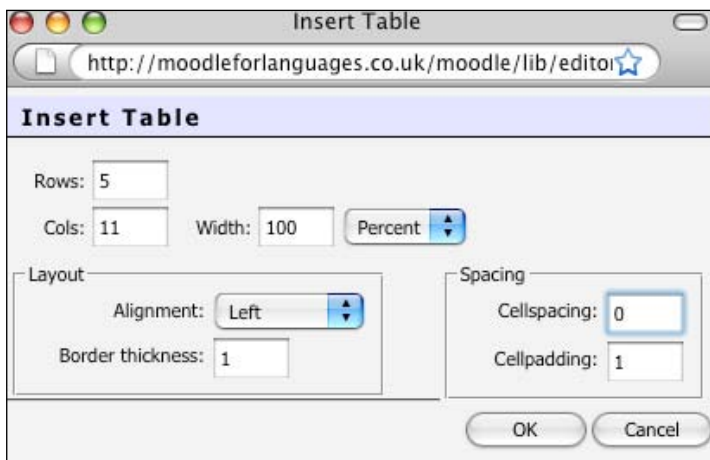 Insert Table
http://moodleforlanguages.co.uk/moodle/lib/editor
Insert Table
Rows: 5
Cols: 11 Width: 100 Percent
Layout Spacing
Alignment: Left Cellspacing: 0
Border thickness: 1 Cellpadding: 1
OK Cancel